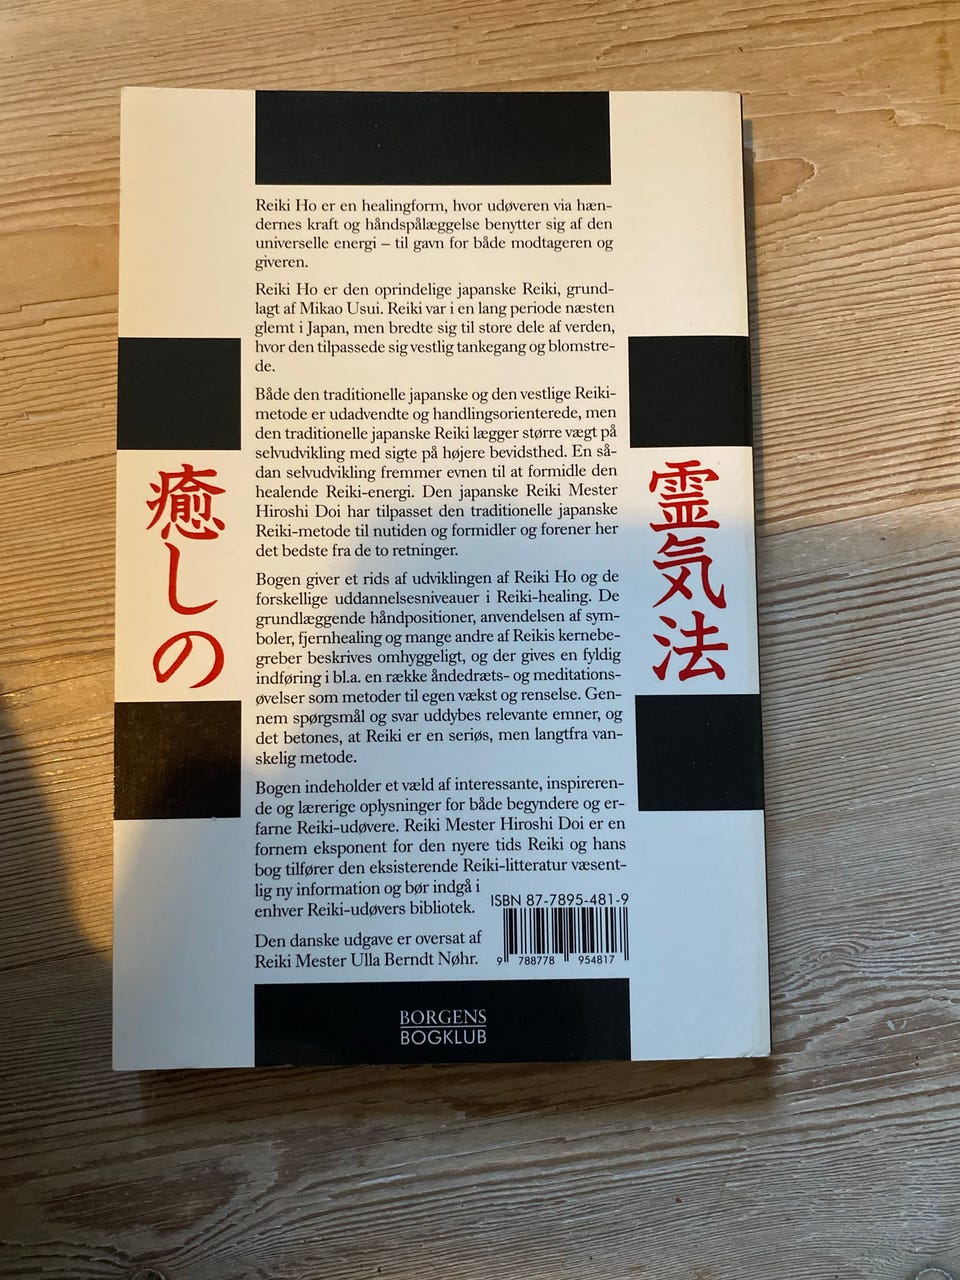 Reiki Ho er en healingform, hvor udøveren via hæn-
dernes kraft og håndspålæggelse benytter sig af den
universelle energi – til gavn for både modtageren og
giveren.
Reiki Ho er den oprindelige japanske Reiki, grund-
lagt af Mikao Usui. Reiki var i en lang periode næsten
glemt i Japan, men bredte sig til store dele af verden,
hvor den tilpassede sig vestlig tankegang og blomstre-
de.
Både den traditionelle japanske og den vestlige Reiki-
metode er udadvendte og handlingsorienterede, men
den traditionelle japanske Reiki lægger større vægt på
selvudvikling med sigte på højere bevidsthed. En så-
dan selvudvikling fremmer evnen til at formidle den
healende Reiki-energi. Den japanske Reiki Mester
Hiroshi Doi har tilpasset den traditionelle japanske
Reiki-metode til nutiden og formidler og forener her
det bedste fra de to retninger.
Bogen giver et rids af udviklingen af Reiki Ho og de
forskellige uddannelsesniveauer i Reiki-healing. De
grundlæggende håndpositioner, anvendelsen af sym-
boler, fjernhealing og mange andre af Reikis kernebe-
greber beskrives omhyggeligt, og der gives en fyldig
indføring i bl.a. en række åndedræts- og meditations-
øvelser som metoder til egen vækst og renselse. Gen-
nem spørgsmål og svar uddybes relevante emner, og
det betones, at Reiki er en seriøs, men langtfra van-
skelig metode.
Bogen indeholder et væld af interessante, inspireren-
de og lærerige oplysninger for både begyndere og er-
farne Reiki-udøvere. Reiki Mester Hiroshi Doi er en
fornem eksponent for den nyere tids Reiki og hans
bog tilfører den eksisterende Reiki-litteratur væsent-
lig ny information og bør indgå i
enhver Reiki-udøvers bibliotek.
Den danske udgave er oversat af
Reiki Mester Ulla Berndt Nøhr.
ISBN 87-7895-481-9
9 788778 954817
BORGENS
BOGKLUB
癒しの
霊気法